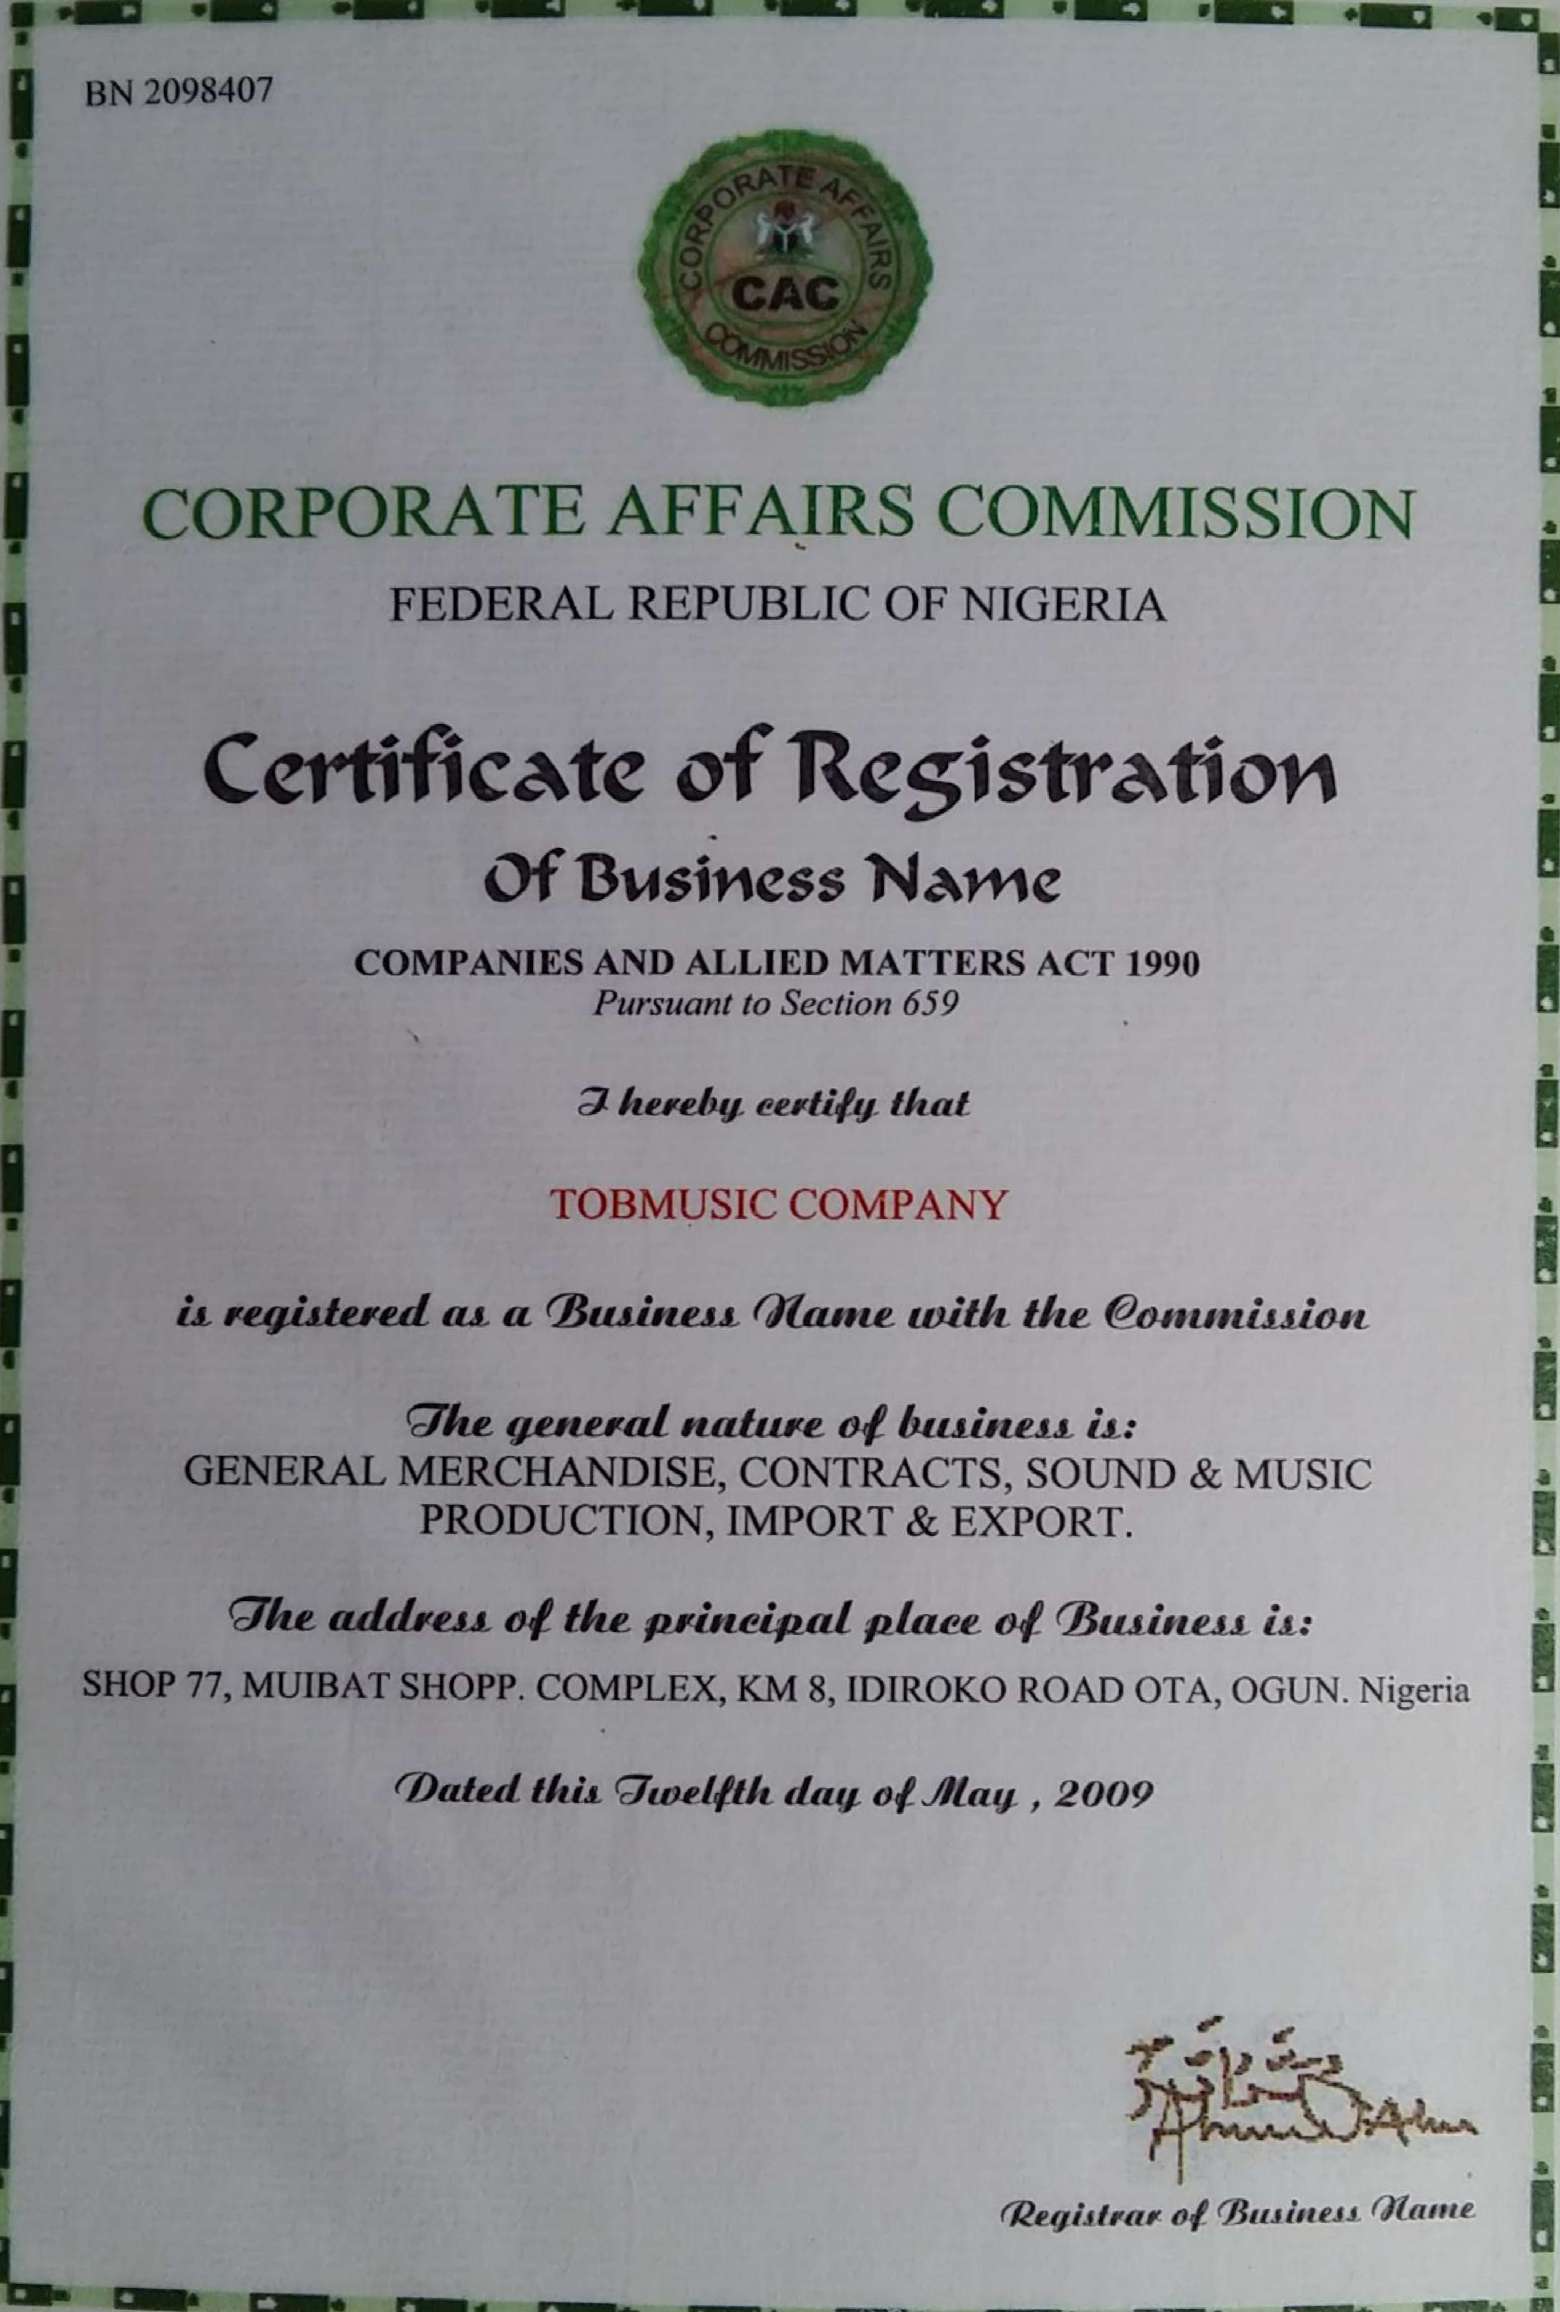 BN 2098407
CORPORATE AFFAIRS
CAC
COMMISSION
CORPORATE AFFAIRS COMMISSION
FEDERAL REPUBLIC OF NIGERIA
Certificate of Registration
Of Business Name
COMPANIES AND ALLIED MATTERS ACT 1990
Pursuant to Section 659
I hereby certify that
TOBMUSIC COMPANY
is registered as a Business Name with the Commission
The general nature of business is:
GENERAL MERCHANDISE, CONTRACTS, SOUND & MUSIC
PRODUCTION, IMPORT & EXPORT.
The address of the principal place of Business is:
SHOP 77, MUIBAT SHOPP. COMPLEX, KM 8, IDIROKO ROAD OTA, OGUN. Nigeria
Dated this Twelfth day of May , 2009
Registrar of Business Name